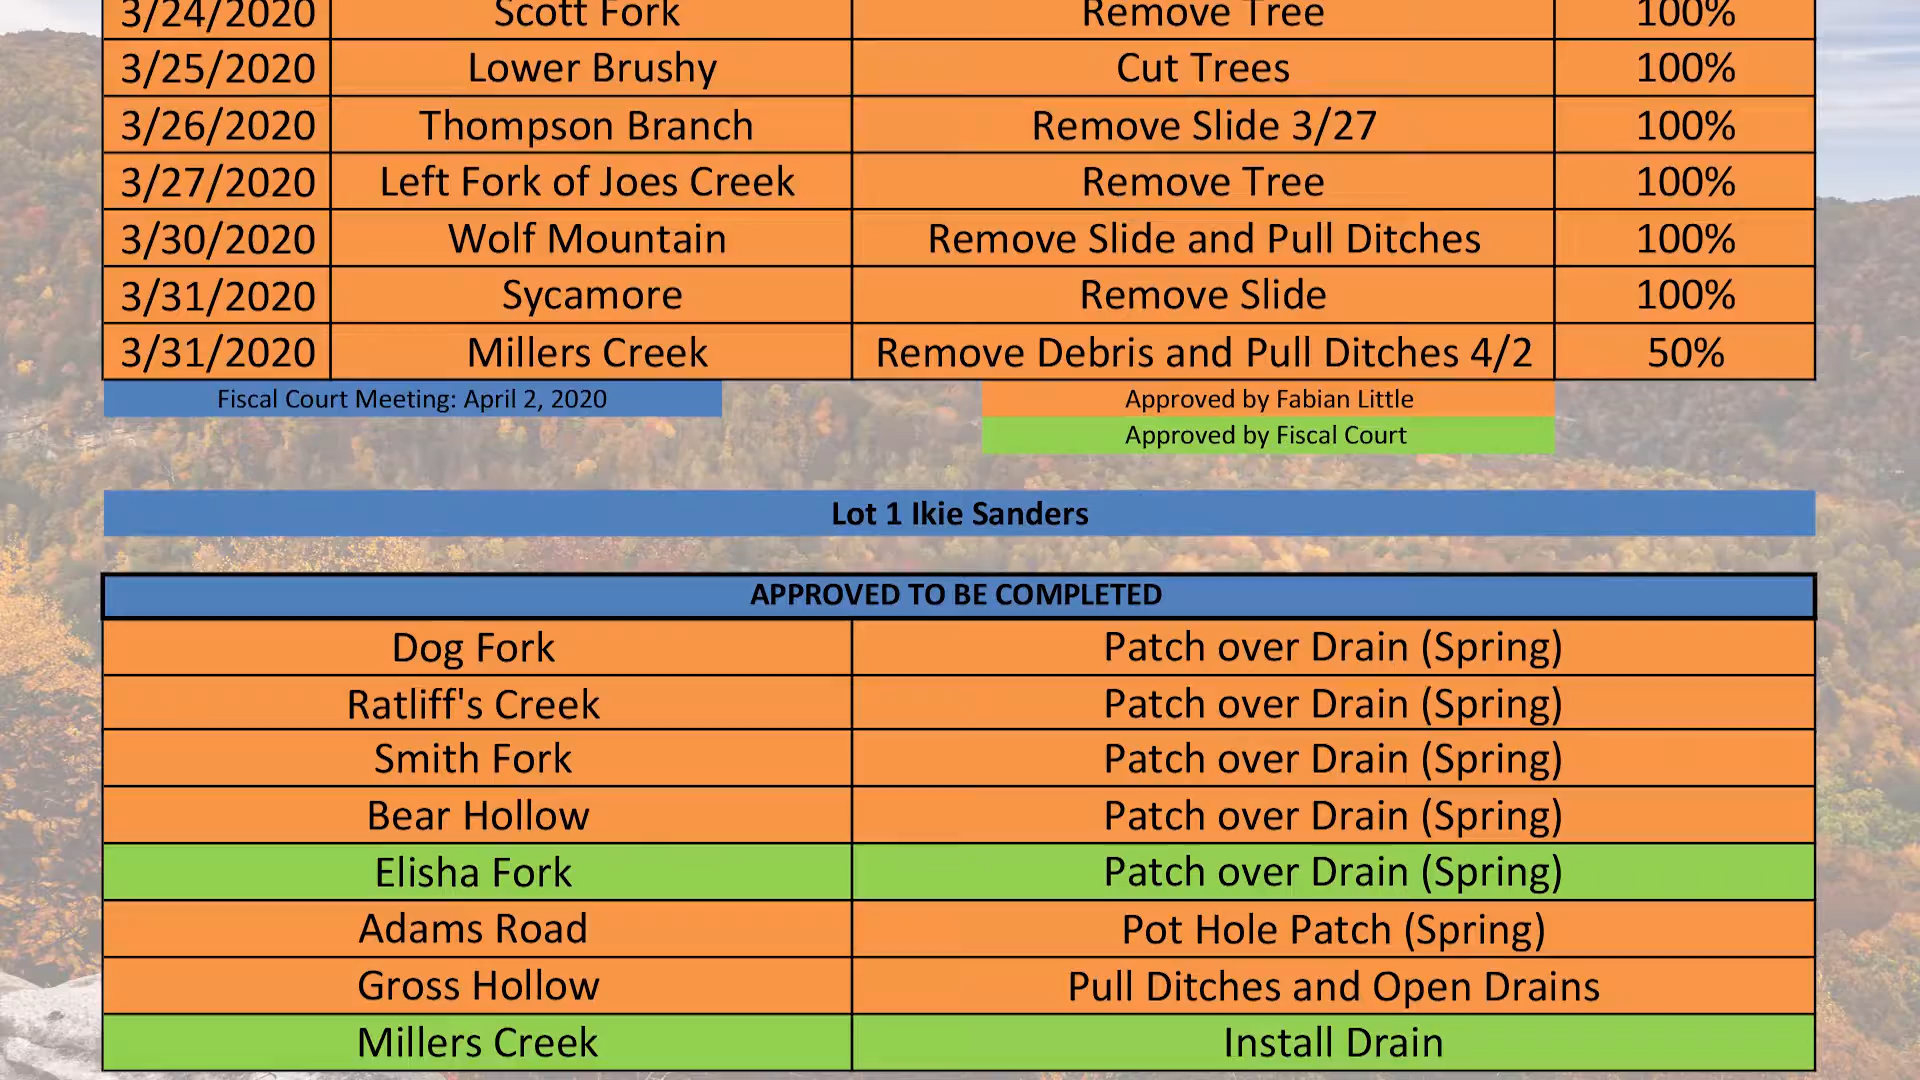 3/24/2020 Scott Fork Remove Tree 100%
3/25/2020 Lower Brushy Cut Trees 100%
3/26/2020 Thompson Branch Remove Slide 3/27 100%
3/27/2020 Left Fork of Joes Creek Remove Tree 100%
3/30/2020 Wolf Mountain Remove Slide and Pull Ditches 100%
3/31/2020 Sycamore Remove Slide 100%
3/31/2020 Millers Creek Remove Debris and Pull Ditches 4/2 50%
Fiscal Court Meeting: April 2, 2020 Approved by Fabian Little
Approved by Fiscal Court
Lot 1 Ikie Sanders
APPROVED TO BE COMPLETED
Dog Fork Patch over Drain (Spring)
Ratliff's Creek Patch over Drain (Spring)
Smith Fork Patch over Drain (Spring)
Bear Hollow Patch over Drain (Spring)
Elisha Fork Patch over Drain (Spring)
Adams Road Pot Hole Patch (Spring)
Gross Hollow Pull Ditches and Open Drains
Millers Creek Install Drain